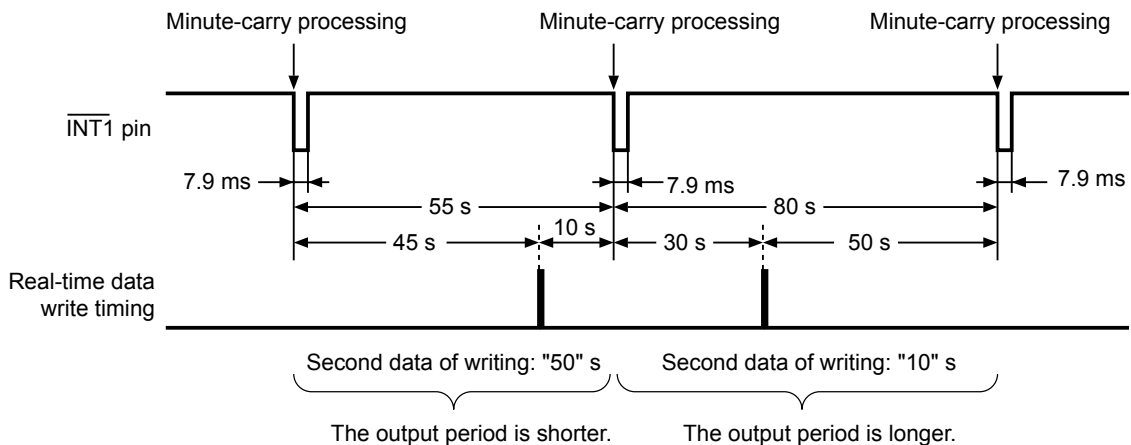 Minute-carry processing Minute-carry processing Minute-carry processing
INT1 pin
7.9 ms 7.9 ms 7.9 ms
55 s 80 s
45 s 10 s 30 s 50 s
Real-time data
write timing
Second data of writing: "50" s Second data of writing: "10" s
The output period is shorter. The output period is longer.